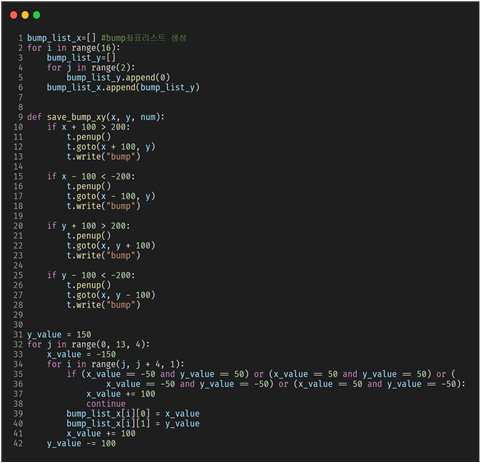 1 bump_list_x=[] #bump좌표리스트 생성
2 for i in range(16):
3     bump_list_y=[]
4     for j in range(2):
5         bump_list_y.append(0)
6     bump_list_x.append(bump_list_y)
7
8
9 def save_bump_xy(x, y, num):
10     if x + 100 > 200:
11         t.penup()
12         t.goto(x + 100, y)
13         t.write("bump")
14
15     if x - 100 < -200:
16         t.penup()
17         t.goto(x - 100, y)
18         t.write("bump")
19
20     if y + 100 > 200:
21         t.penup()
22         t.goto(x, y + 100)
23         t.write("bump")
24
25     if y - 100 < -200:
26         t.penup()
27         t.goto(x, y - 100)
28         t.write("bump")
29
30
31 y_value = 150
32 for j in range(0, 13, 4):
33     x_value = -150
34     for i in range(j, j + 4, 1):
35         if (x_value == -50 and y_value == 50) or (x_value == 50 and y_value == 50) or (
36                 x_value == -50 and y_value == -50) or (x_value == 50 and y_value == -50):
37             x_value += 100
38             continue
39         bump_list_x[i][0] = x_value
40         bump_list_x[i][1] = y_value
41         x_value += 100
42     y_value -= 100